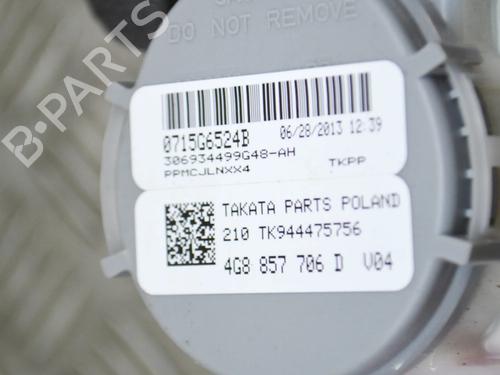 DO NOT REMOVE
0715G6524B 06/28/2013 12:39
306934499G48-AH
PPMCJLNXX4 TKPP
TAKATA PARTS POLAND
210 TK944475756
4G8 857 706 D V04
B-PARTS